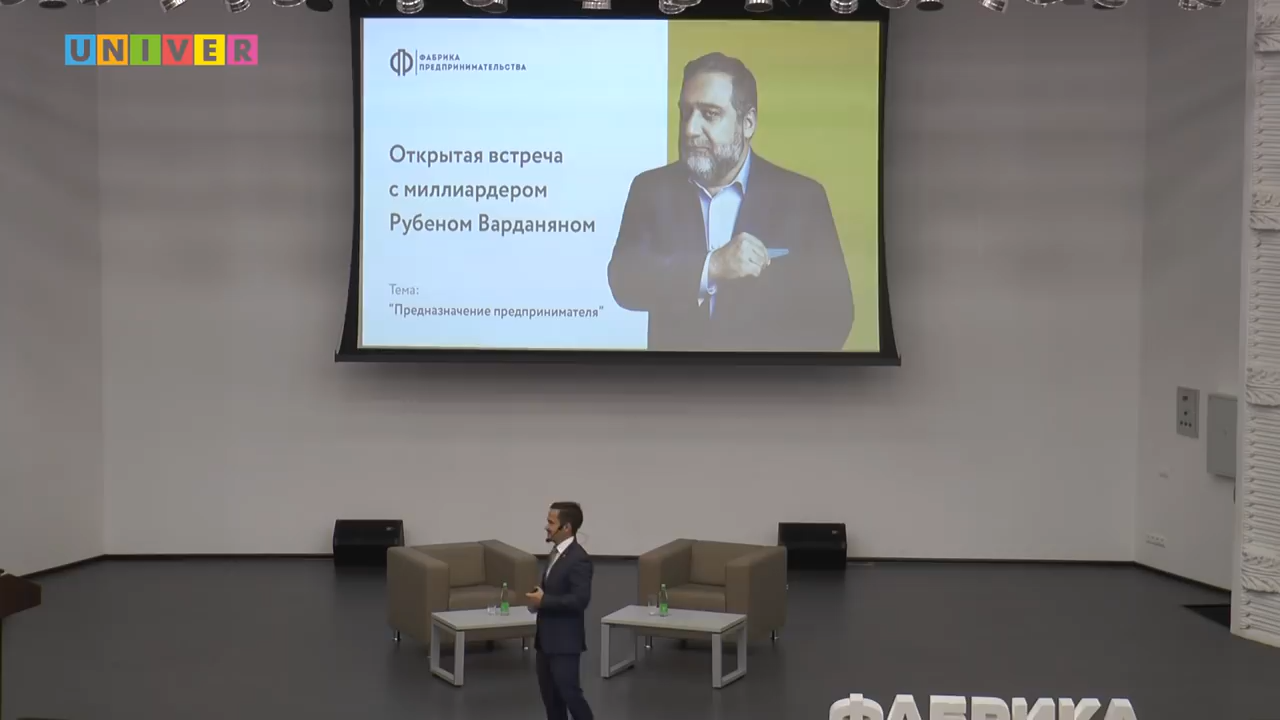 UNIVER
ФАБРИКА
ПРЕДПРИНИМАТЕЛЬСТВА
Открытая встреча
с миллиардером
Рубеном Варданяном
Тема:
"Предназначение предпринимателя"
ФАБРИКА